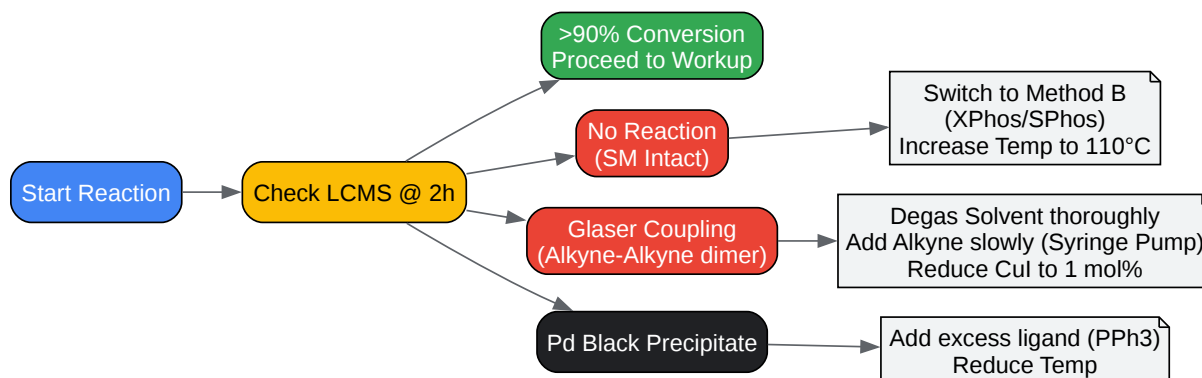 Start Reaction
Check LCMS @ 2h
>90% Conversion
Proceed to Workup
No Reaction
(SM Intact)
Switch to Method B
(XPhos/SPhos)
Increase Temp to 110°C
Glaser Coupling
(Alkyne-Alkyne dimer)
Degas Solvent thoroughly
Add Alkyne slowly (Syringe Pump)
Reduce CuI to 1 mol%
Pd Black Precipitate
Add excess ligand (PPh3)
Reduce Temp